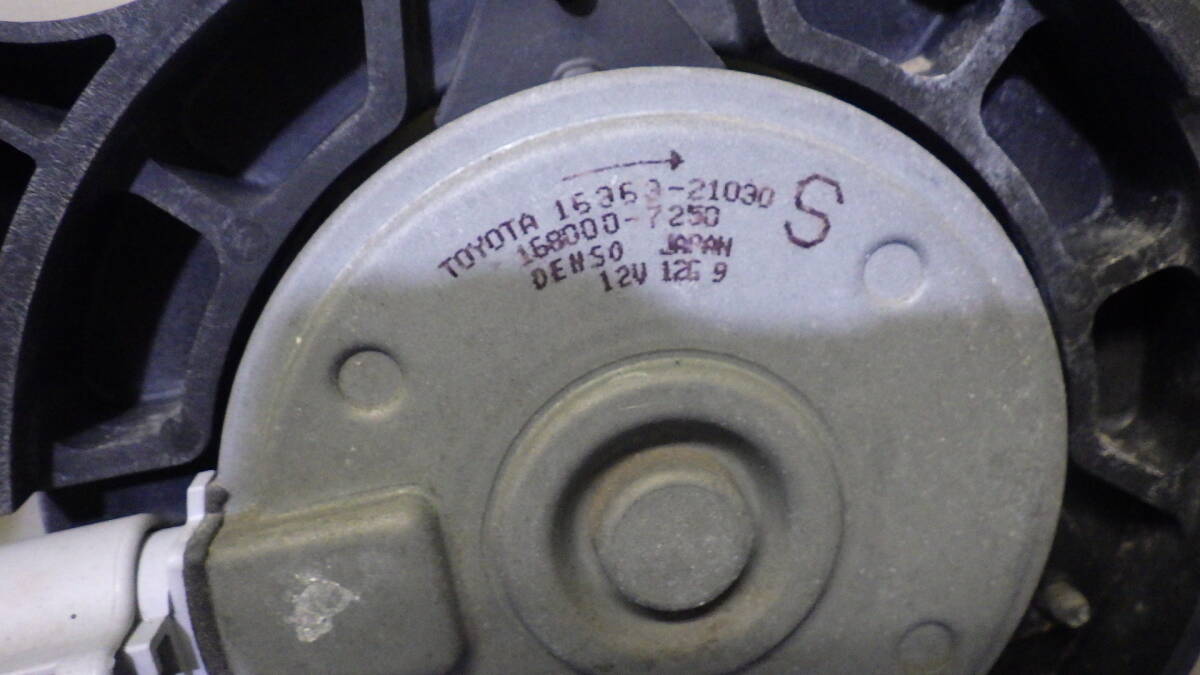 TOYOTA 16363-21030 S
168000-7250
DENSO JAPAN
12V 12G 9